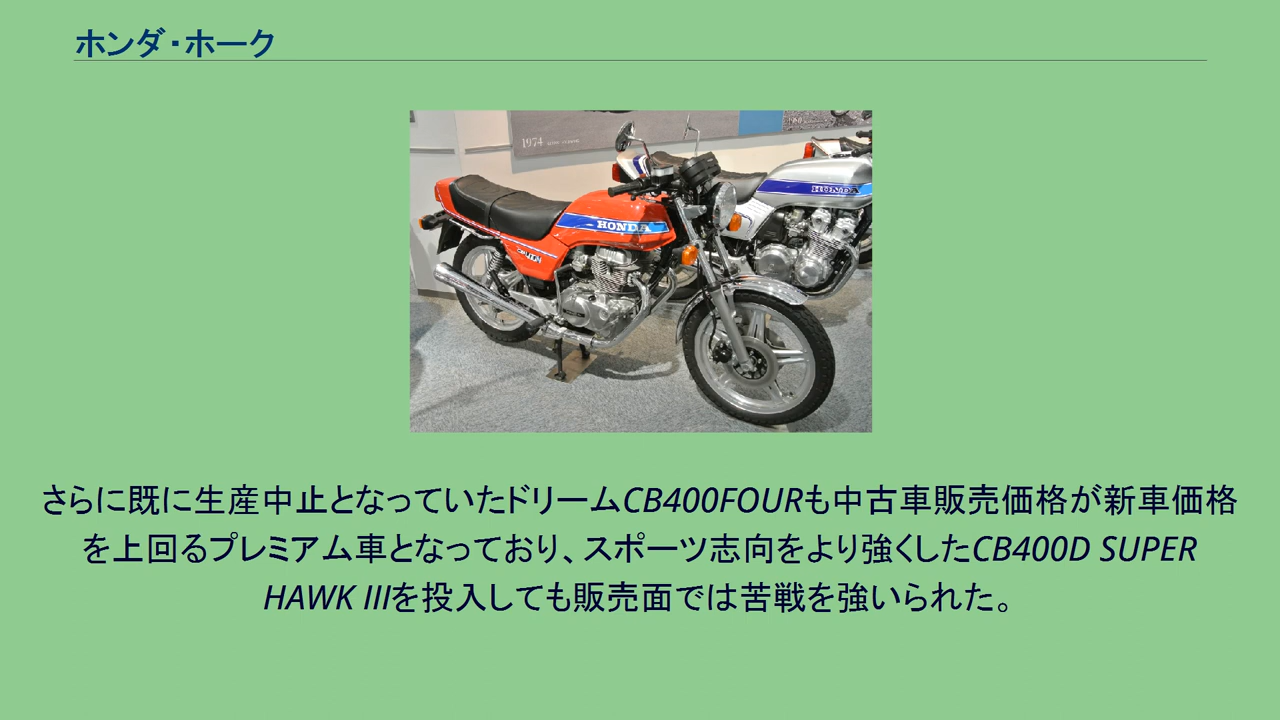 ホンダ・ホーク
1974
HONDA
HONDA
さらに既に生産中止となっていたドリームCB400FOURも中古車販売価格が新車価格
を上回るプレミアム車となっており、スポーツ志向をより強くしたCB400D SUPER
HAWK IIIを投入しても販売面では苦戦を強いられた。